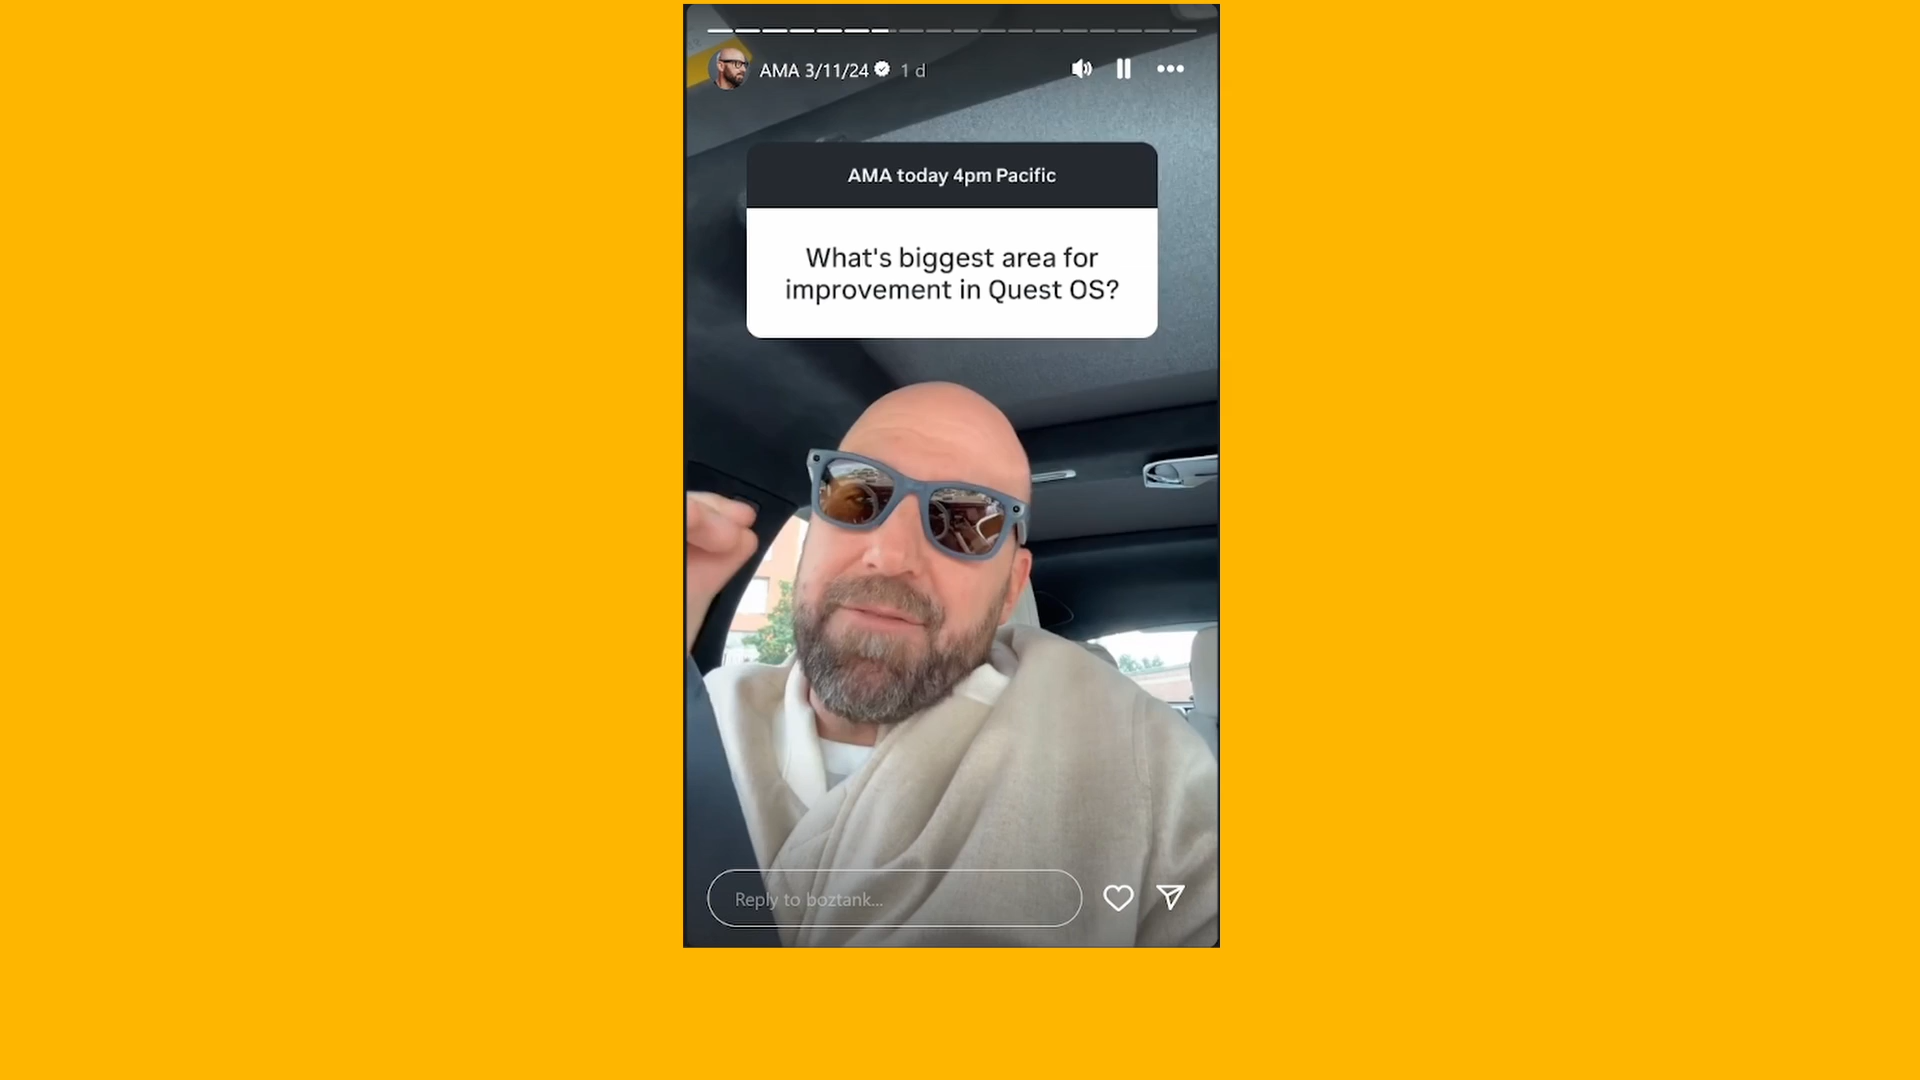 AMA 3/11/24 1 d
AMA today 4pm Pacific
What's biggest area for
improvement in Quest OS?
Reply to boztank...